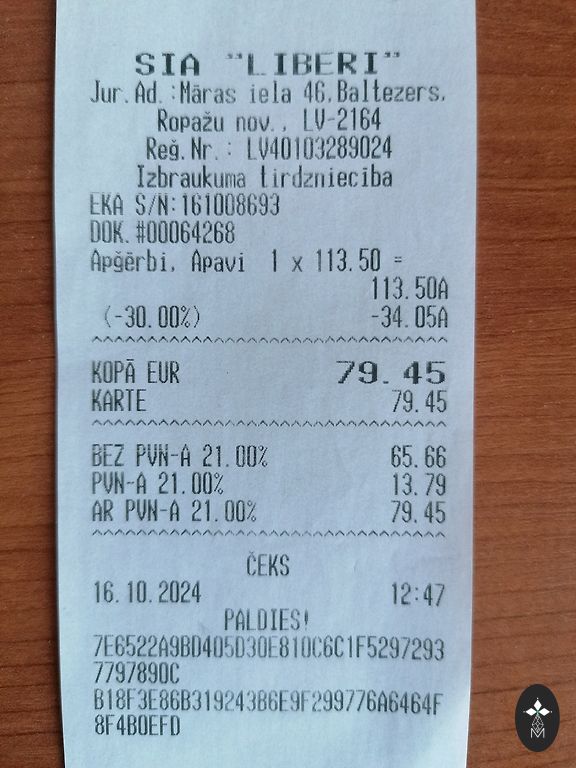 SIA "LIBERI"
Jur.Ad.:Māras iela 46,Baltezers,
Ropažu nov., LV-2164
Reģ.Nr.: LV40103289024
Izbraukuma tirdzniecība
EKA S/N:161008693
DOK.#00064268
Apģērbi, Apavi 1 x 113.50 =
113.50A
(-30.00%) -34.05A
^^^^^^^^^^^^^^^^^^^^^^^^^^^^^^^^
KOPĀ EUR 79.45
KARTE 79.45
^^^^^^^^^^^^^^^^^^^^^^^^^^^^^^^^
BEZ PVN-A 21.00% 65.66
PVN-A 21.00% 13.79
AR PVN-A 21.00% 79.45
^^^^^^^^^^^^^^^^^^^^^^^^^^^^^^^^
ČEKS
16.10.2024 12:47
PALDIES!
7E6522A9BD405D30E810C6C1F5297293
7797890C
B18F3E86B31924386E9F299776A6464F
8F4B0EFD
M